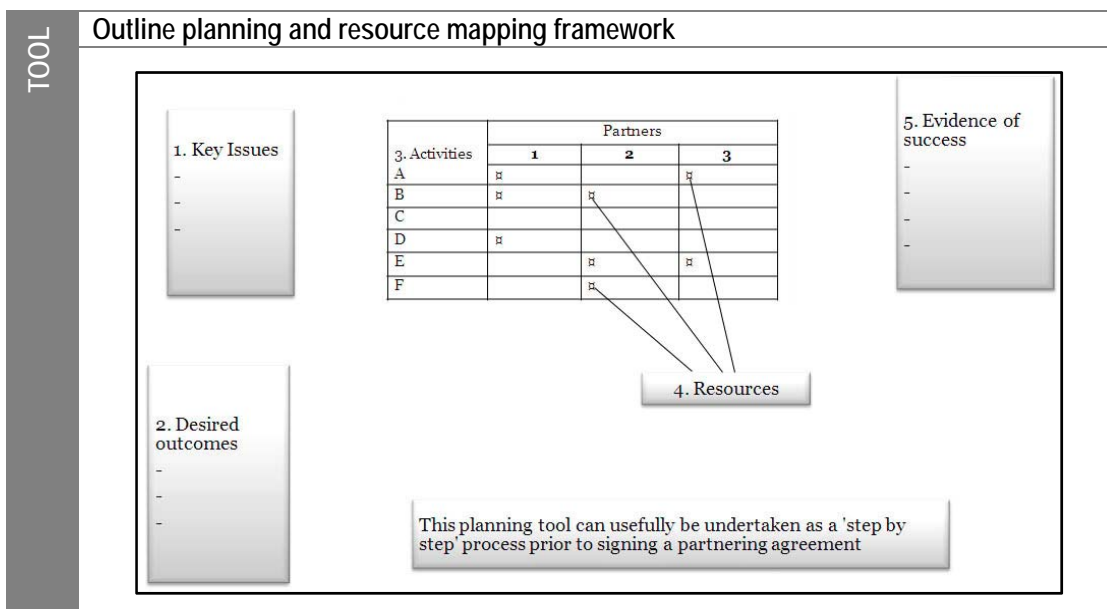 TOOL
Outline planning and resource mapping framework
1. Key Issues
-
-
-
2. Desired
outcomes
-
-
-
Partners
3. Activities 1 2 3
A ¤ ¤
B ¤ ¤
C
D ¤
E ¤ ¤
F ¤
4. Resources
5. Evidence of
success
-
-
-
-
This planning tool can usefully be undertaken as a 'step by
step' process prior to signing a partnering agreement